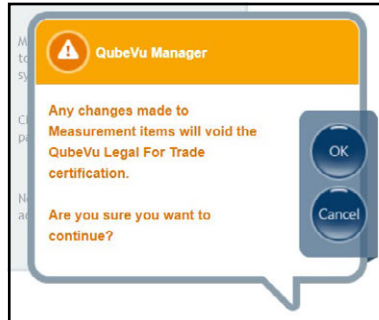 QubeVu Manager
Any changes made to
Measurement items will void the
QubeVu Legal For Trade
certification.
Are you sure you want to
continue?
OK
Cancel